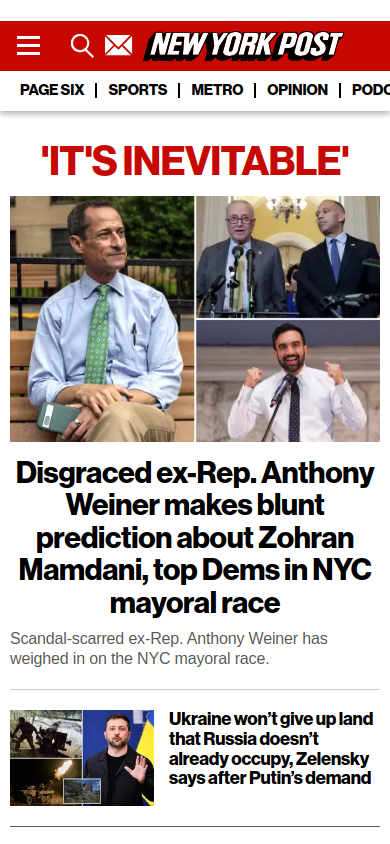 NEW YORK POST
PAGE SIX
SPORTS
METRO
OPINION
PODC
'IT'S INEVITABLE'
Disgraced ex-Rep. Anthony
Weiner makes blunt
prediction about Zohran
Mamdani, top Dems in NYC
mayoral race
Scandal-scarred ex-Rep. Anthony Weiner has
weighed in on the NYC mayoral race.
Ukraine won’t give up land
that Russia doesn’t
already occupy, Zelensky
says after Putin’s demand